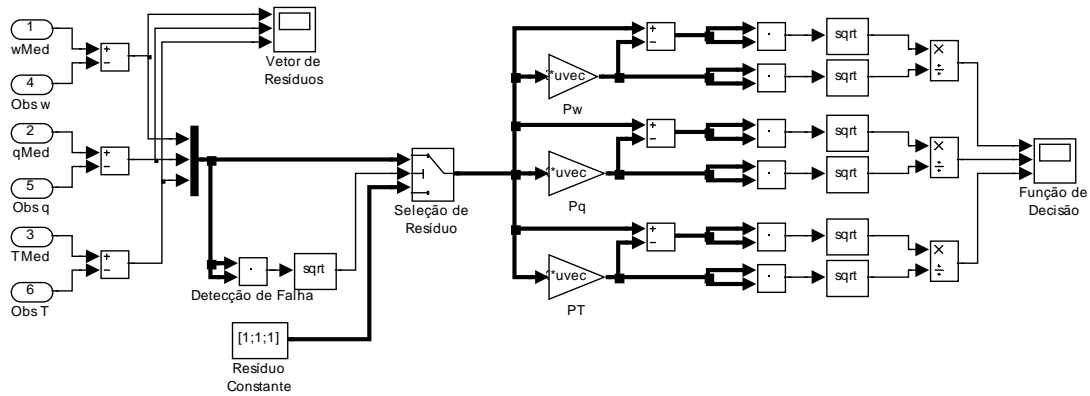 1
wMed
+
−
4
Obs w
2
qMed
+
−
5
Obs q
3
TMed
+
−
6
Obs T
Vetor de
Resíduos
sqrt
Detecção de Falha
[1;1;1]
Resíduo
Constante
Seleção de
Resíduo
+
−
*uvec
Pw
sqrt
sqrt
×
÷
+
−
*uvec
Pq
sqrt
sqrt
×
÷
+
−
*uvec
PT
sqrt
sqrt
×
÷
Função de
Decisão